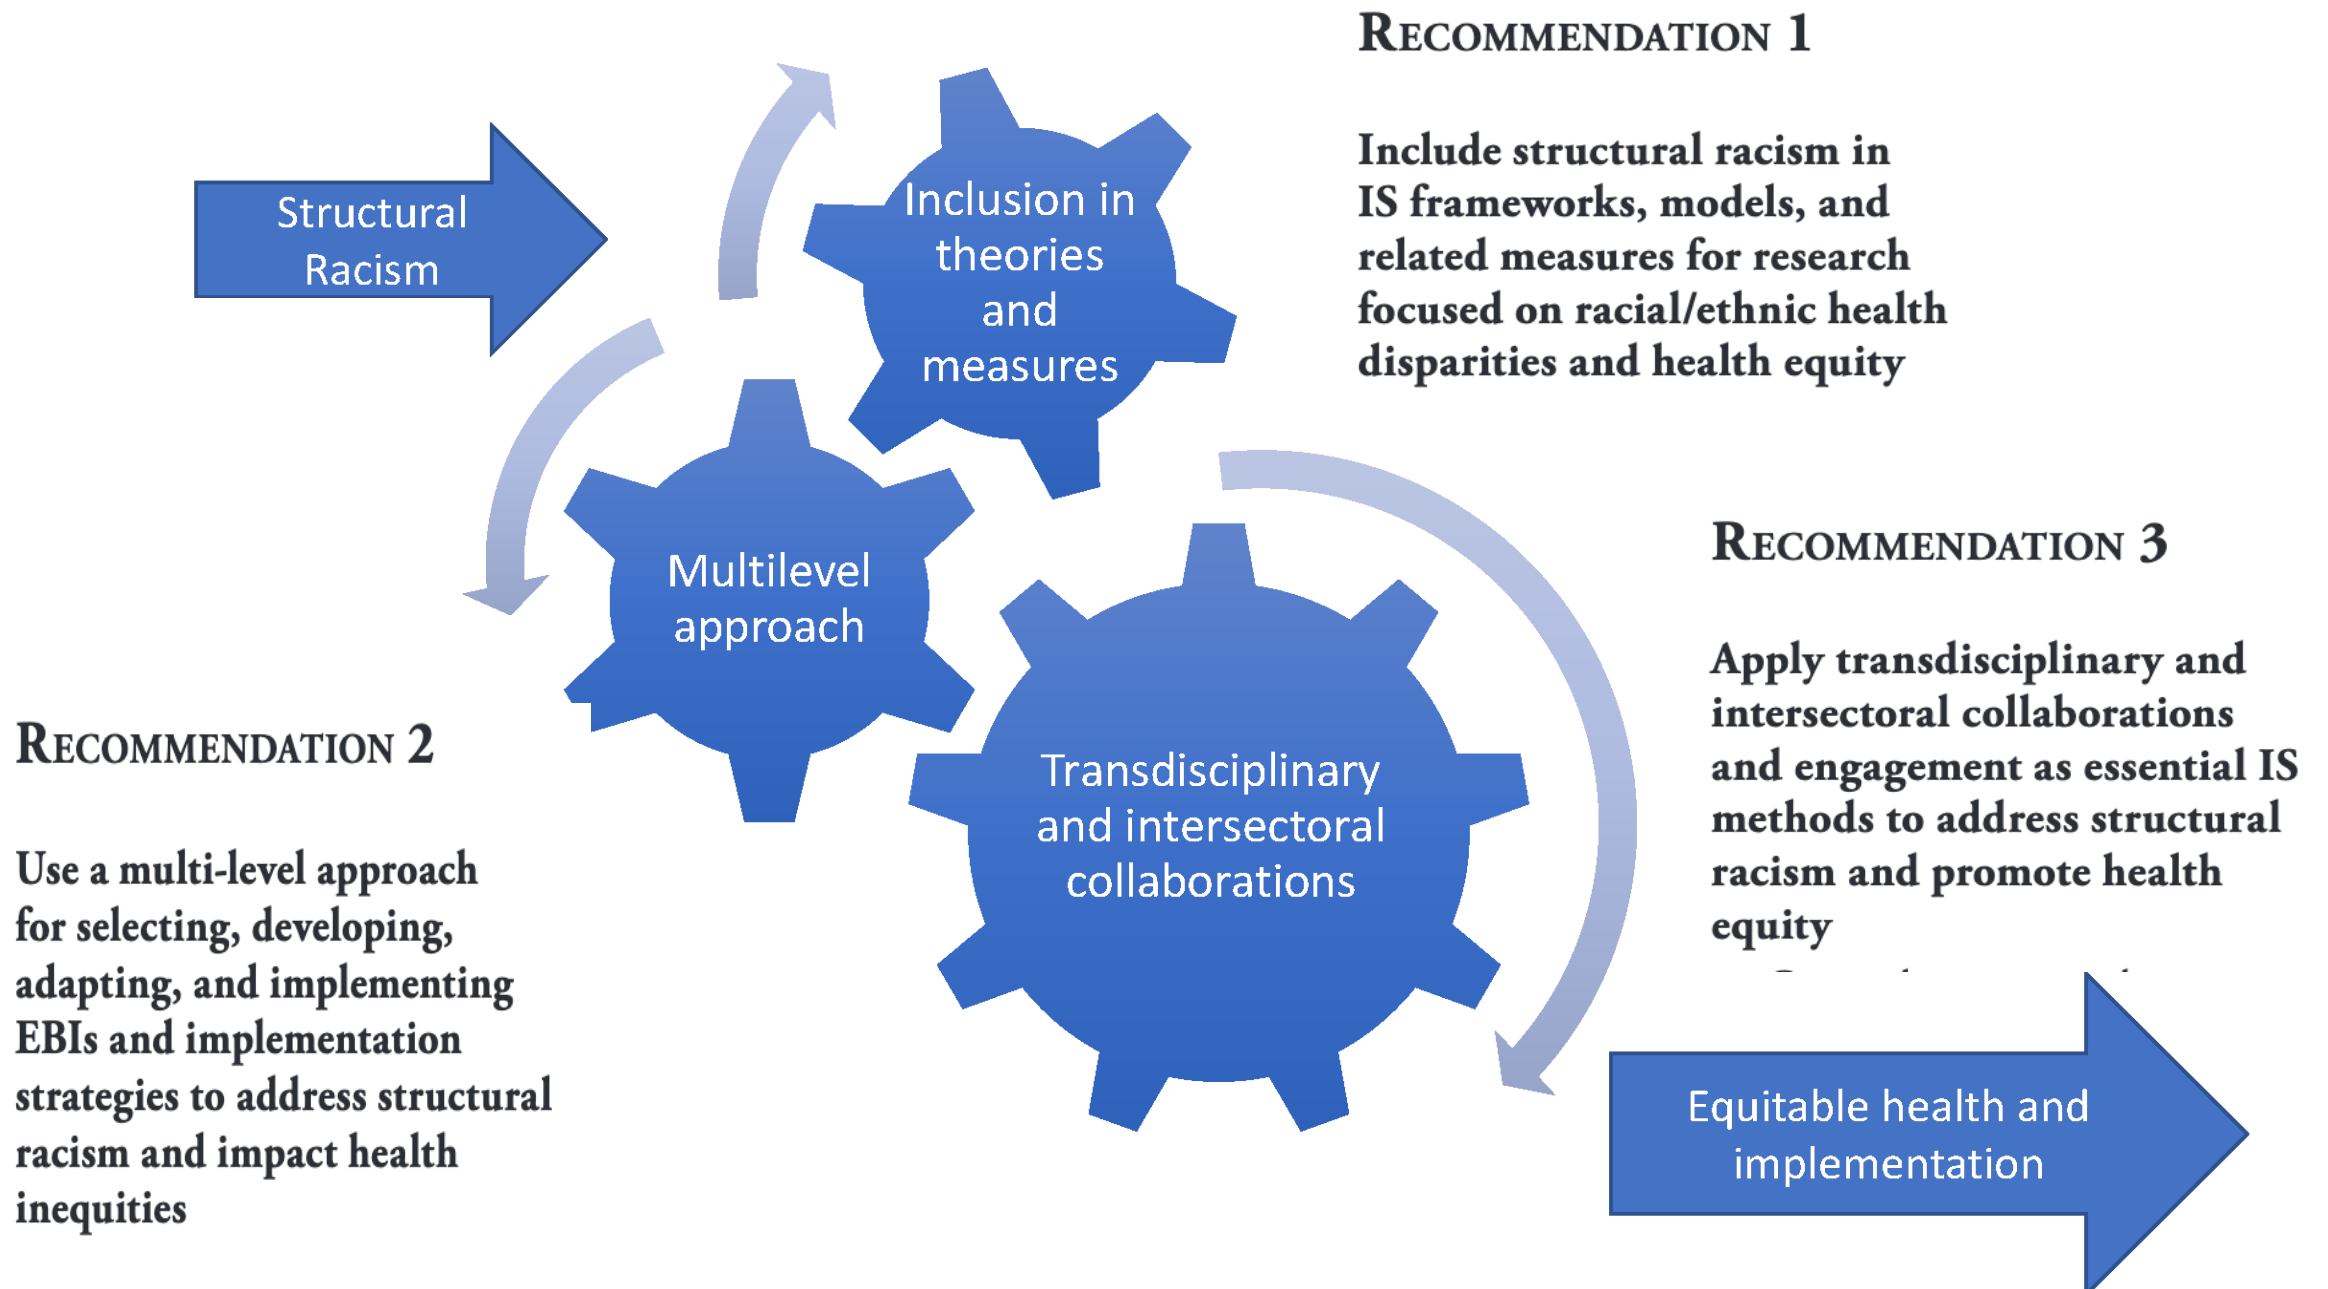 RECOMMENDATION 1
Include structural racism in
IS frameworks, models, and
related measures for research
focused on racial/ethnic health
disparities and health equity
Structural
Racism
Inclusion in
theories
and
measures
Multilevel
approach
Transdisciplinary
and intersectoral
collaborations
RECOMMENDATION 3
Apply transdisciplinary and
intersectoral collaborations
and engagement as essential IS
methods to address structural
racism and promote health
equity
RECOMMENDATION 2
Use a multi-level approach
for selecting, developing,
adapting, and implementing
EBIs and implementation
strategies to address structural
racism and impact health
inequities
Equitable health and
implementation